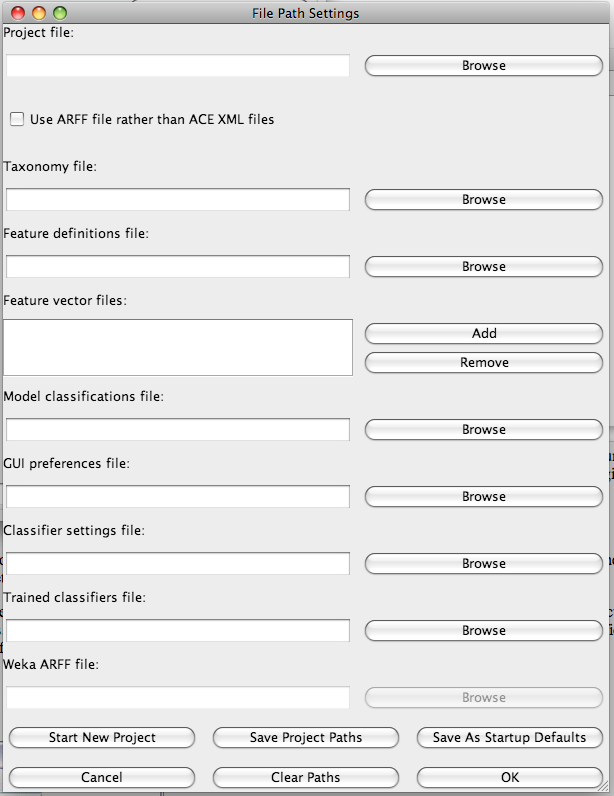 File Path Settings
Project file:
Browse
Use ARFF file rather than ACE XML files
Taxonomy file:
Browse
Feature definitions file:
Browse
Feature vector files:
Add
Remove
Model classifications file:
Browse
GUI preferences file:
Browse
Classifier settings file:
Browse
Trained classifiers file:
Browse
Weka ARFF file:
Browse
Start New Project Save Project Paths Save As Startup Defaults
Cancel Clear Paths OK